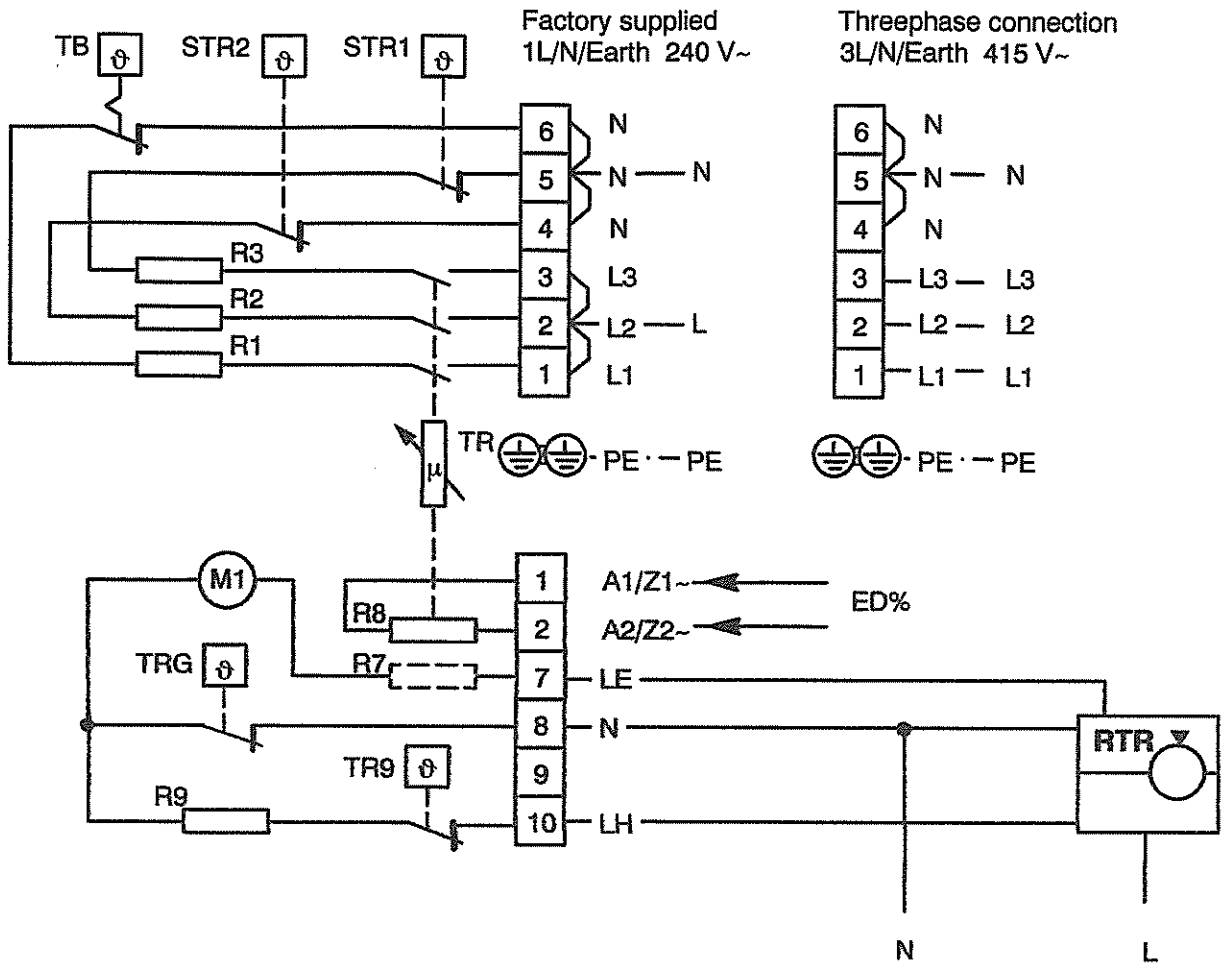 Factory supplied
1L/N/Earth 240 V~
Threephase connection
3L/N/Earth 415 V~
TB ϑ STR2 ϑ STR1 ϑ
6 N
5 N N
4 N
R3 3 L3
R2 2 L2 L
R1 1 L1
6 N
5 N N
4 N
3 L3 L3
2 L2 L2
1 L1 L1
TR μ PE PE
PE PE
M1 1 A1/Z1~
ED%
R8 2 A2/Z2~
TRG ϑ R7 7 LE
8 N
RTR
TR9 ϑ 9
R9 10 LH
N L